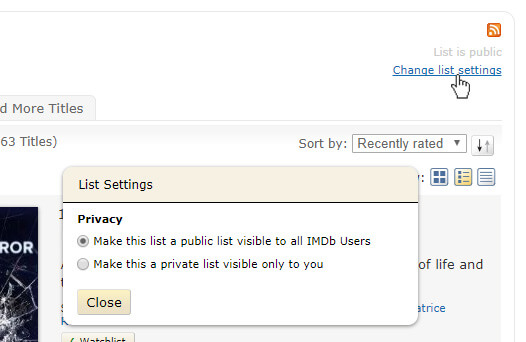 List is public
Change list settings
d More Titles
63 Titles)
Sort by: Recently rated
List Settings
Privacy
Make this list a public list visible to all IMDb Users
Make this a private list visible only to you
Close
ROR
of life and
atrice
Watchlist